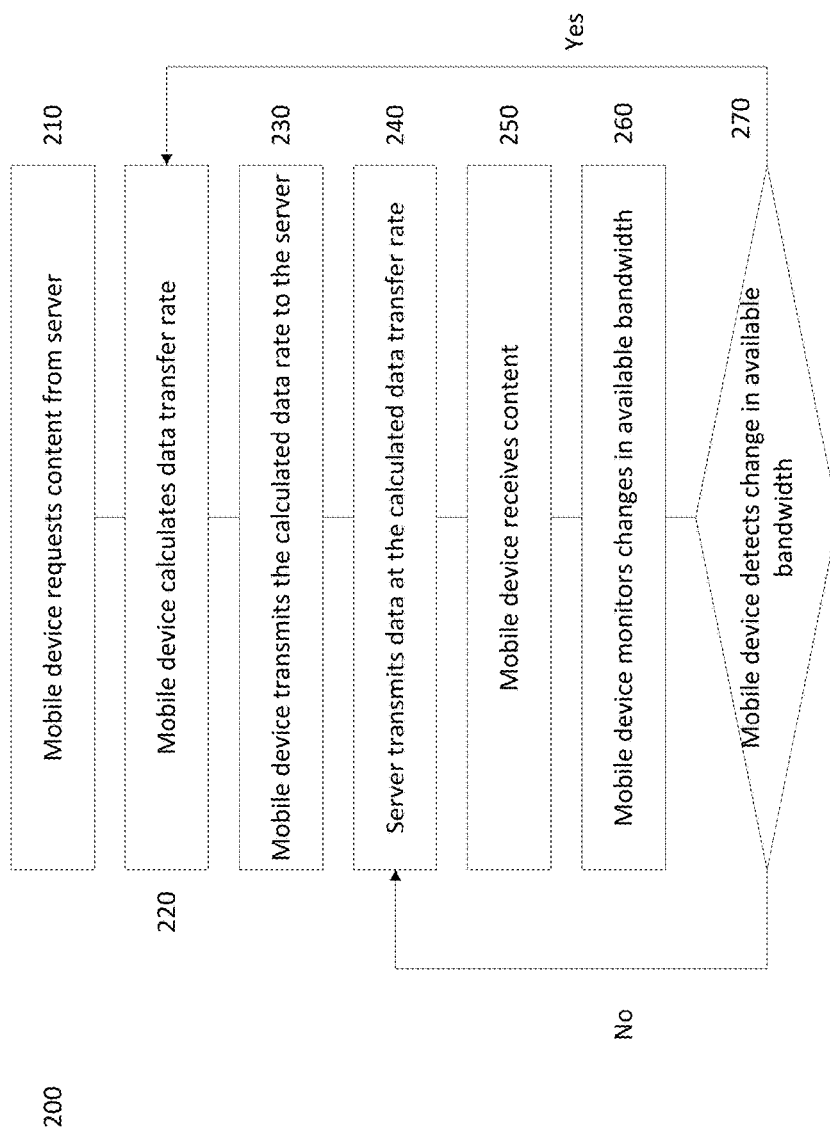 200
Mobile device requests content from server
210
220
Mobile device calculates data transfer rate
Mobile device transmits the calculated data rate to the server
230
Server transmits data at the calculated data transfer rate
240
Mobile device receives content
250
Mobile device monitors changes in available bandwidth
260
Mobile device detects change in available
bandwidth
270
No
Yes